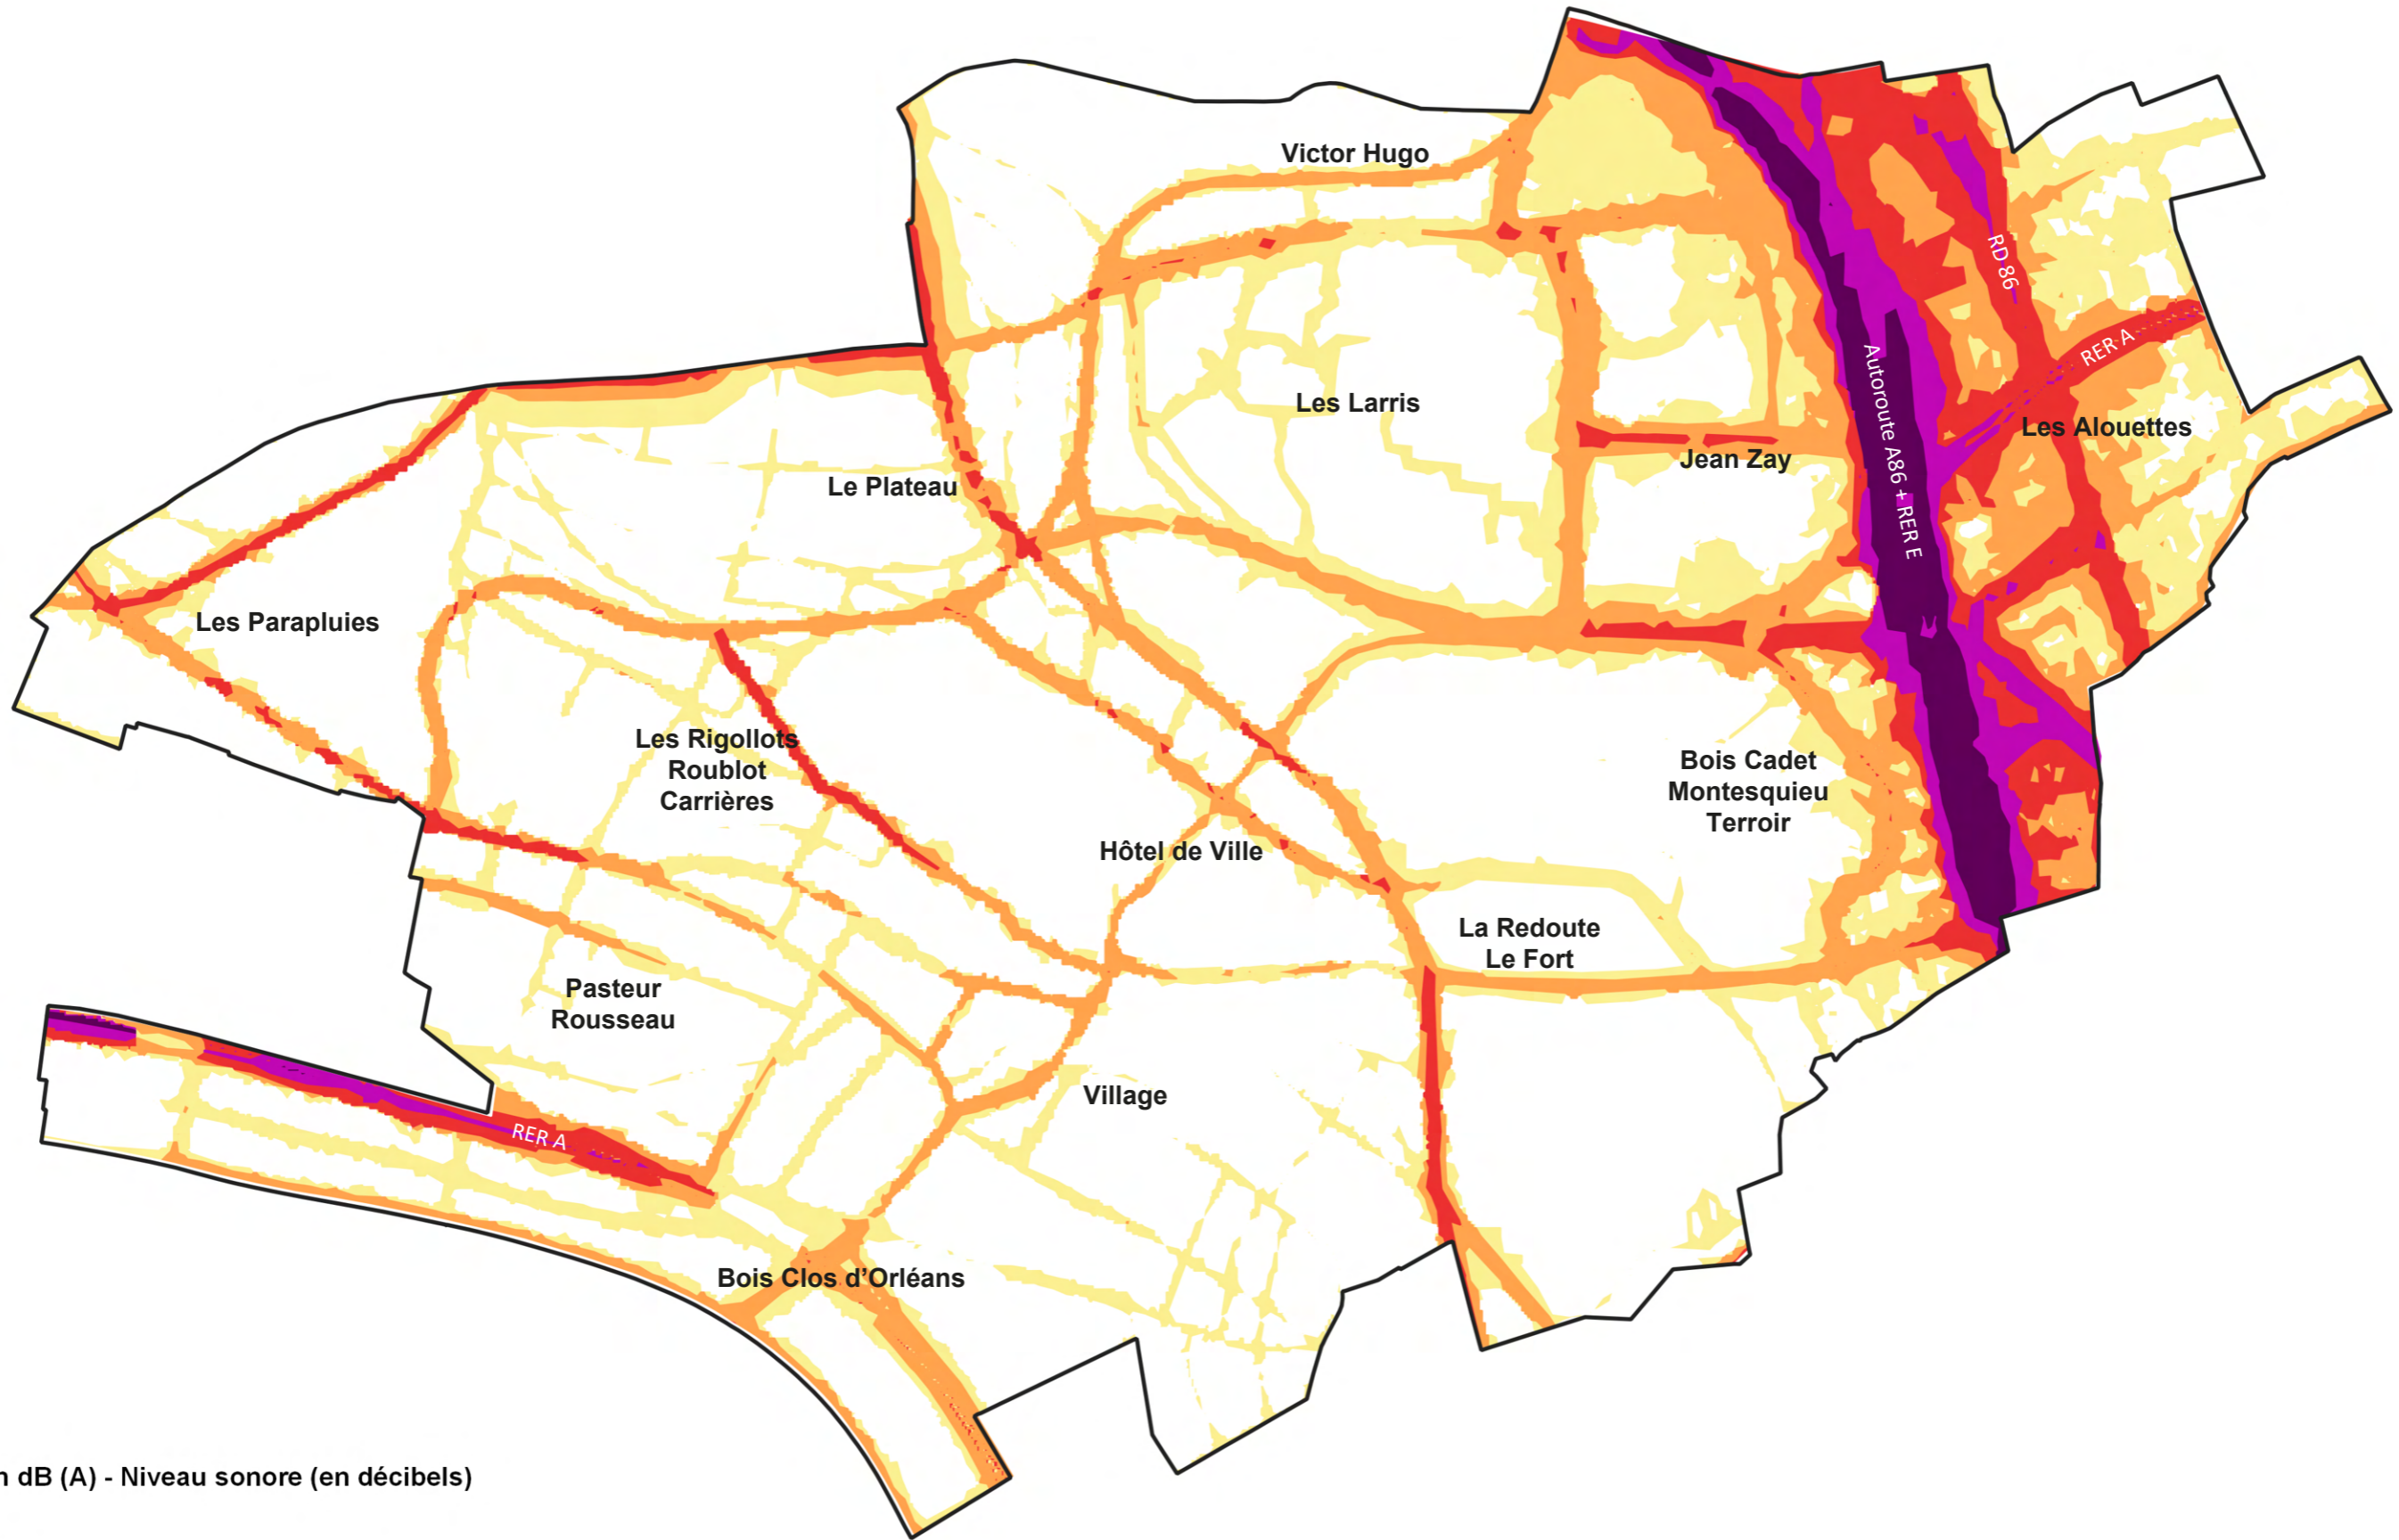 Victor Hugo
RD 86
RER A
Autoroute A86 + RER E
Les Larris
Les Alouettes
Jean Zay
Le Plateau
Les Parapluies
Les Rigollots
Roublot
Carrières
Bois Cadet
Montesquieu
Terroir
Hôtel de Ville
La Redoute
Le Fort
Pasteur
Rousseau
Village
RER A
Bois Clos d'Orléans
dB (A) - Niveau sonore (en décibels)